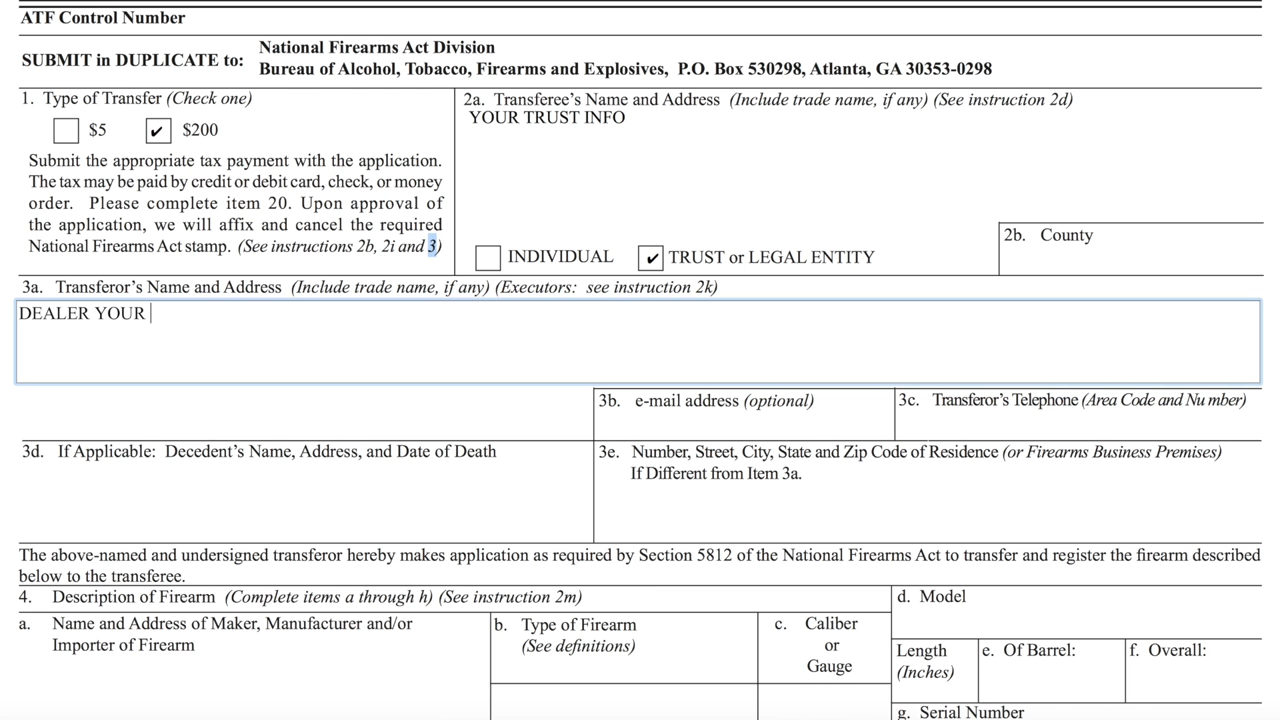 ATF Control Number
SUBMIT in DUPLICATE to:
National Firearms Act Division
Bureau of Alcohol, Tobacco, Firearms and Explosives, P.O. Box 530298, Atlanta, GA 30353-0298
1. Type of Transfer (Check one)
$5 ✔ $200
Submit the appropriate tax payment with the application.
The tax may be paid by credit or debit card, check, or money
order. Please complete item 20. Upon approval of
the application, we will affix and cancel the required
National Firearms Act stamp. (See instructions 2b, 2i and 3)
2a. Transferee's Name and Address (Include trade name, if any) (See instruction 2d)
YOUR TRUST INFO
INDIVIDUAL ✔ TRUST or LEGAL ENTITY
2b. County
3a. Transferor's Name and Address (Include trade name, if any) (Executors: see instruction 2k)
DEALER YOUR
3b. e-mail address (optional)
3c. Transferor's Telephone (Area Code and Nu mber)
3d. If Applicable: Decedent's Name, Address, and Date of Death
3e. Number, Street, City, State and Zip Code of Residence (or Firearms Business Premises)
If Different from Item 3a.
The above-named and undersigned transferor hereby makes application as required by Section 5812 of the National Firearms Act to transfer and register the firearm described
below to the transferee.
4. Description of Firearm (Complete items a through h) (See instruction 2m)
a. Name and Address of Maker, Manufacturer and/or
Importer of Firearm
b. Type of Firearm
(See definitions)
c. Caliber
or
Gauge
d. Model
Length
(Inches)
e. Of Barrel:
f. Overall:
g. Serial Number